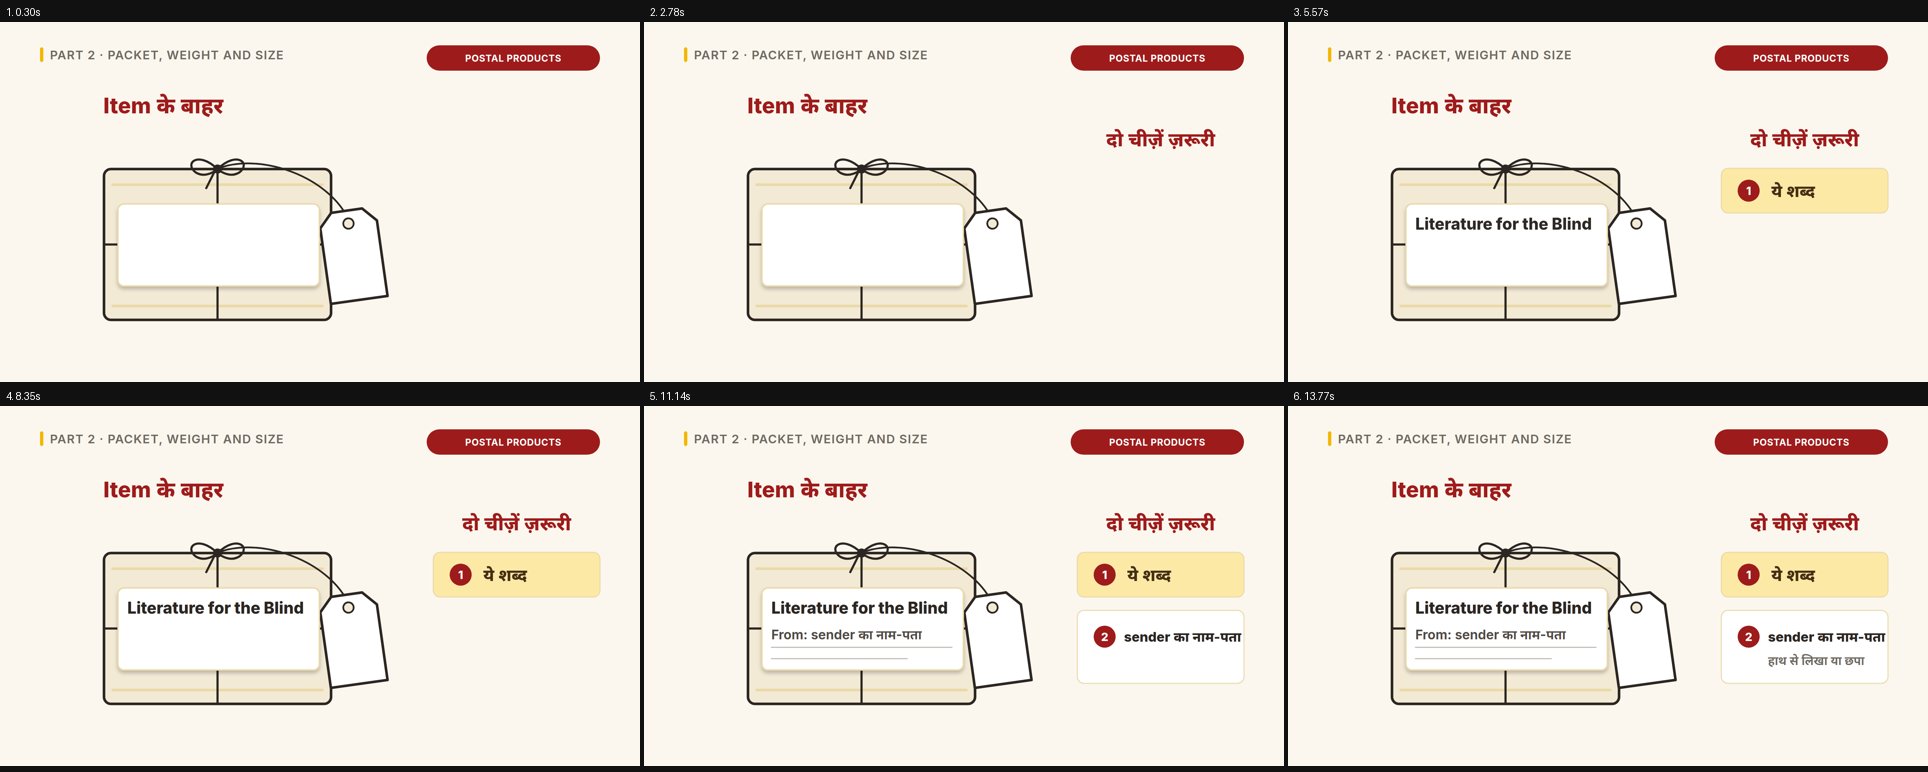 1. 0.30s
PART 2 · PACKET, WEIGHT AND SIZE
POSTAL PRODUCTS
Item के बाहर
2. 2.78s
PART 2 · PACKET, WEIGHT AND SIZE
POSTAL PRODUCTS
Item के बाहर
दो चीज़ें ज़रूरी
3. 5.57s
PART 2 · PACKET, WEIGHT AND SIZE
POSTAL PRODUCTS
Item के बाहर
दो चीज़ें ज़रूरी
1 ये शब्द
Literature for the Blind
4. 8.35s
PART 2 · PACKET, WEIGHT AND SIZE
POSTAL PRODUCTS
Item के बाहर
दो चीज़ें ज़रूरी
1 ये शब्द
Literature for the Blind
5. 11.14s
PART 2 · PACKET, WEIGHT AND SIZE
POSTAL PRODUCTS
Item के बाहर
दो चीज़ें ज़रूरी
1 ये शब्द
Literature for the Blind
From: sender का नाम-पता
2 sender का नाम-पता
6. 13.77s
PART 2 · PACKET, WEIGHT AND SIZE
POSTAL PRODUCTS
Item के बाहर
दो चीज़ें ज़रूरी
1 ये शब्द
Literature for the Blind
From: sender का नाम-पता
2 sender का नाम-पता
हाथ से लिखा या छपा